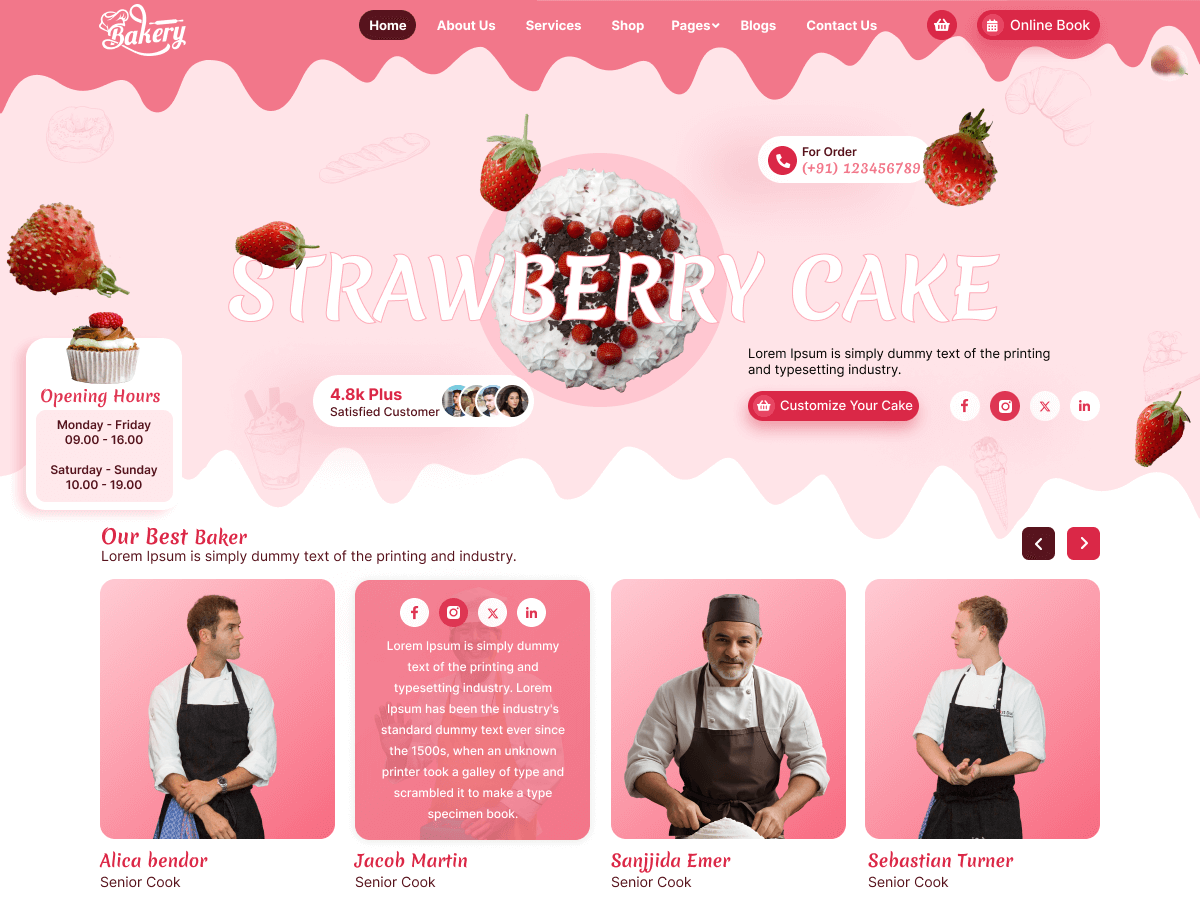 Bakery
Home
About Us
Services
Shop
Pages
Blogs
Contact Us
Online Book
For Order
(+91) 123456789
STRAWBERRY CAKE
Lorem Ipsum is simply dummy text of the printing
and typesetting industry.
Customize Your Cake
4.8k Plus
Satisfied Customer
Opening Hours
Monday - Friday
09.00 - 16.00
Saturday - Sunday
10.00 - 19.00
Our Best Baker
Lorem Ipsum is simply dummy text of the printing and industry.
Lorem Ipsum is simply dummy
text of the printing and
typesetting industry. Lorem
Ipsum has been the industry's
standard dummy text ever since
the 1500s, when an unknown
printer took a galley of type and
scrambled it to make a type
specimen book.
Alica bendor
Senior Cook
Jacob Martin
Senior Cook
Sanjjida Emer
Senior Cook
Sebastian Turner
Senior Cook